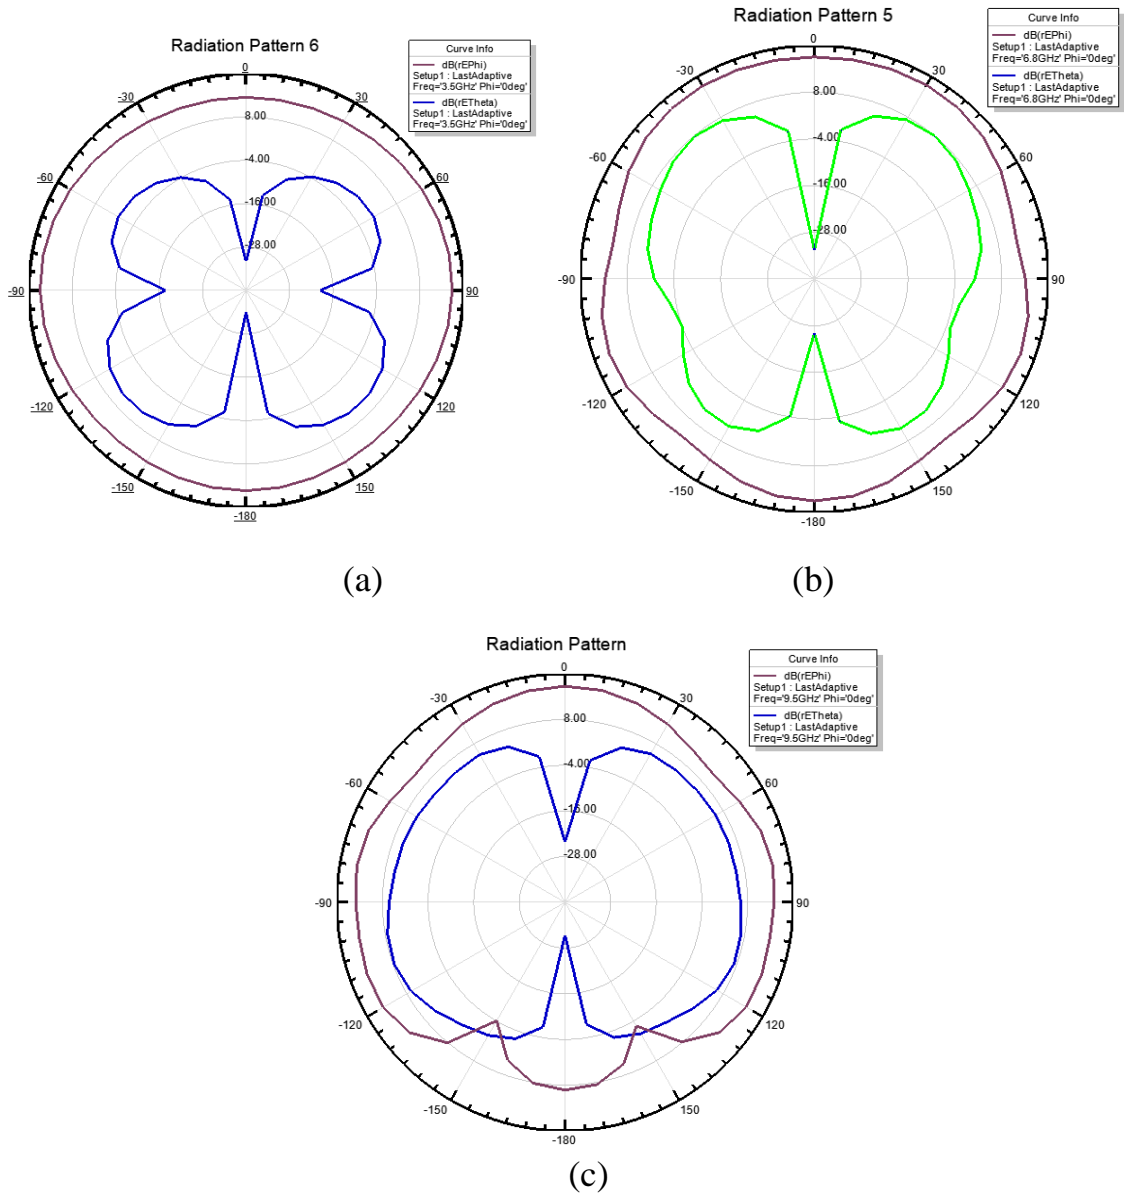 Radiation Pattern 6
Curve Info
dB(rEPhi)
Setup1 : LastAdaptive
Freq='3.5GHz' Phi='0deg'
dB(rETheta)
Setup1 : LastAdaptive
Freq='3.5GHz' Phi='0deg'
0
-30
30
8.00
-60
60
-4.00
-16.00
-28.00
-90
90
-120
120
-150
150
-180
(a)
Radiation Pattern 5
Curve Info
dB(rEPhi)
Setup1 : LastAdaptive
Freq='6.8GHz' Phi='0deg'
dB(rETheta)
Setup1 : LastAdaptive
Freq='6.8GHz' Phi='0deg'
0
-30
30
8.00
-60
60
-4.00
-16.00
-28.00
-90
90
-120
120
-150
150
-180
(b)
Radiation Pattern
Curve Info
dB(rEPhi)
Setup1 : LastAdaptive
Freq='9.5GHz' Phi='0deg'
dB(rETheta)
Setup1 : LastAdaptive
Freq='9.5GHz' Phi='0deg'
0
-30
30
8.00
-60
60
-4.00
-16.00
-28.00
-90
90
-120
120
-150
150
-180
(c)